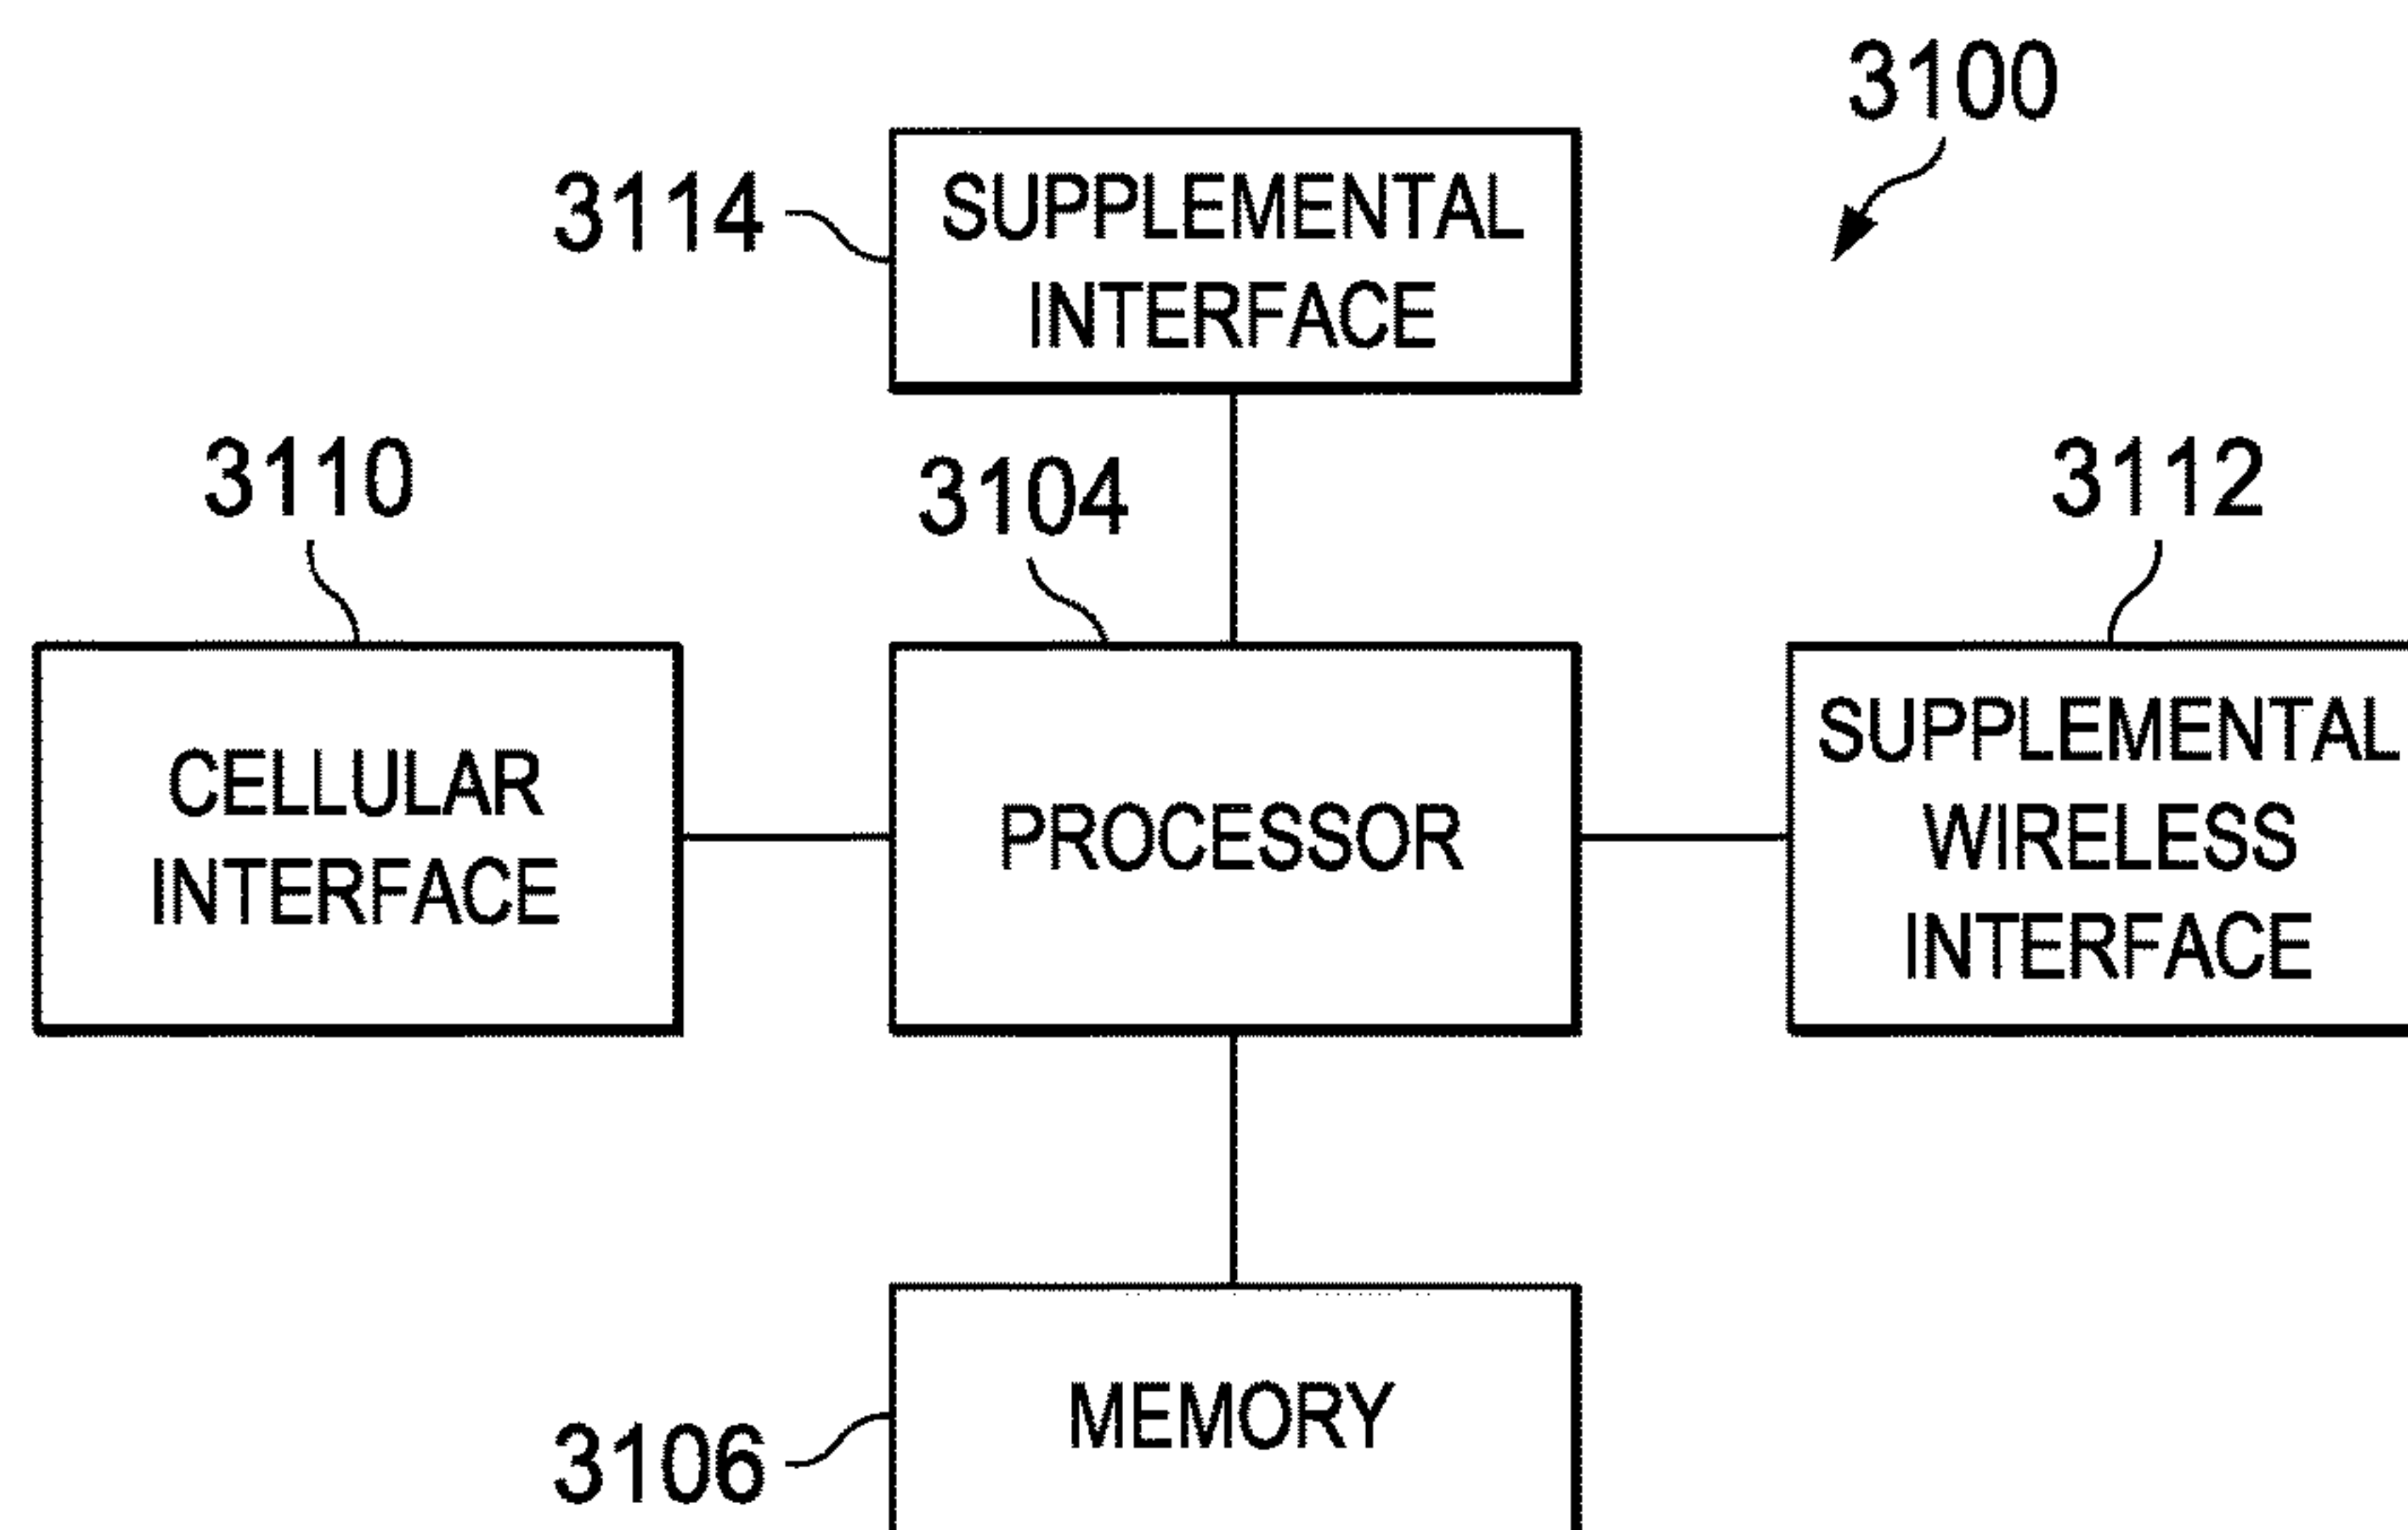 3100
3114
SUPPLEMENTAL
INTERFACE
3110
3104
3112
CELLULAR
INTERFACE
PROCESSOR
SUPPLEMENTAL
WIRELESS
INTERFACE
MEMORY
3106